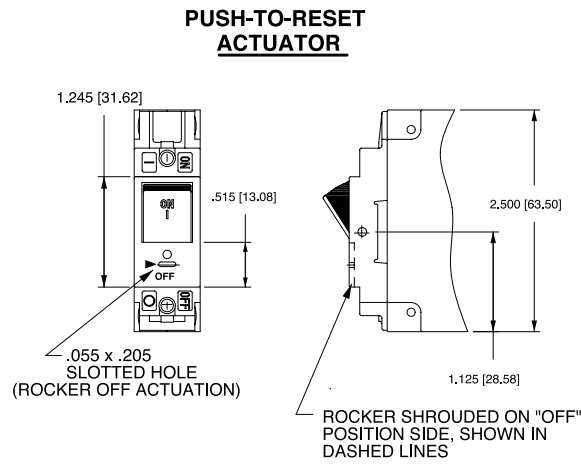 PUSH-TO-RESET
ACTUATOR
1.245 [31.62]
I
ON
ON
I
.515 [13.08]
OFF
O
OFF
2.500 [63.50]
1.125 [28.58]
.055 x .205
SLOTTED HOLE
(ROCKER OFF ACTUATION)
ROCKER SHROUDED ON "OFF"
POSITION SIDE, SHOWN IN
DASHED LINES